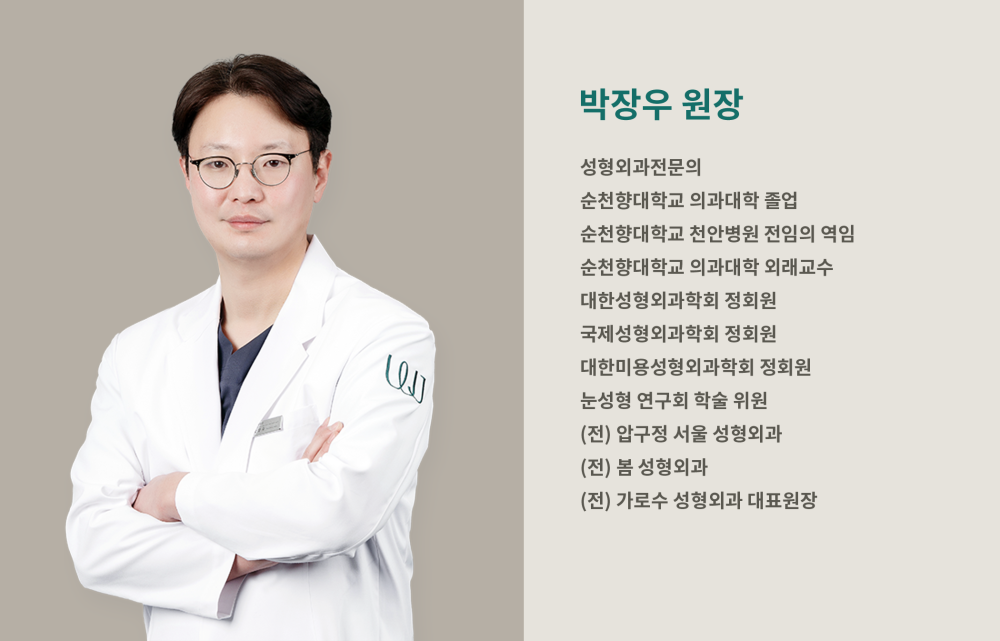 박장우 원장
성형외과전문의
순천향대학교 의과대학 졸업
순천향대학교 천안병원 전임의 역임
순천향대학교 의과대학 외래교수
대한성형외과학회 정회원
국제성형외과학회 정회원
대한미용성형외과학회 정회원
눈성형 연구회 학술 위원
(전) 압구정 서울 성형외과
(전) 봄 성형외과
(전) 가로수 성형외과 대표원장